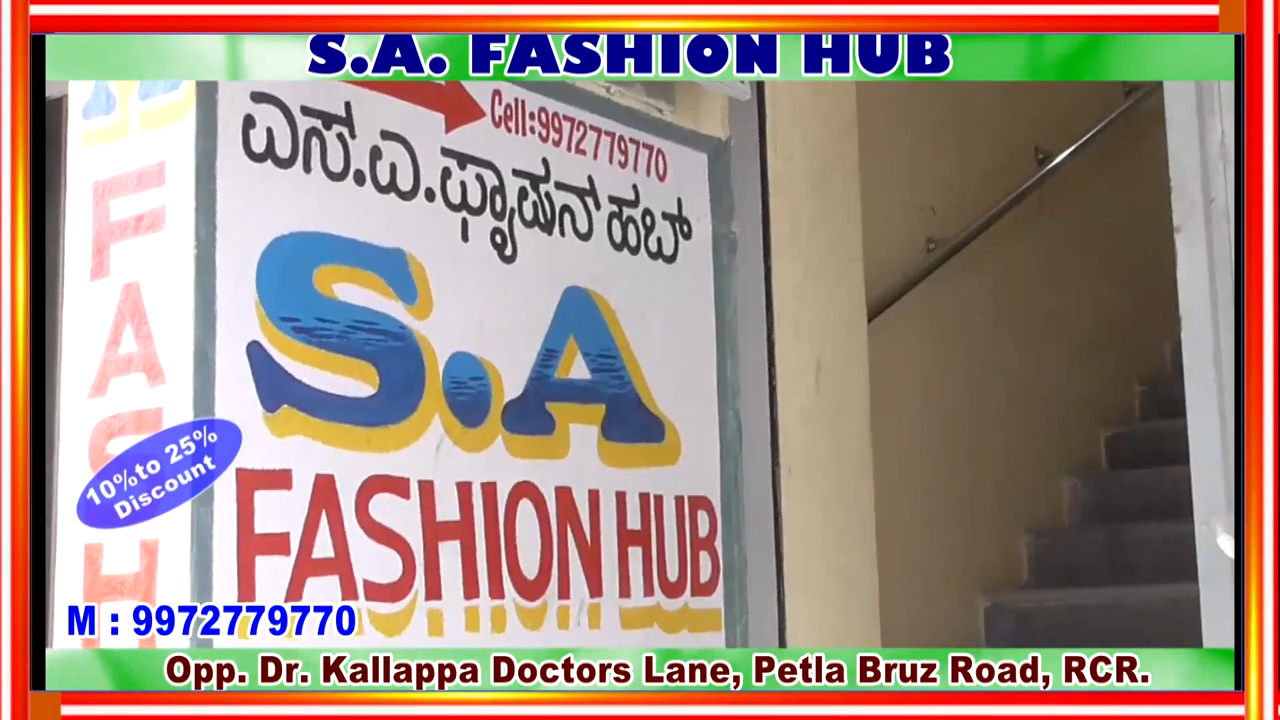 S.A. FASHION HUB
Cell:9972779770
ಎಸ.ಎ.ಫ್ಯಾಷನ್ ಹಬ್
S.A
FASHION HUB
FASH
10%to 25%
Discount
M : 9972779770
Opp. Dr. Kallappa Doctors Lane, Petla Bruz Road, RCR.